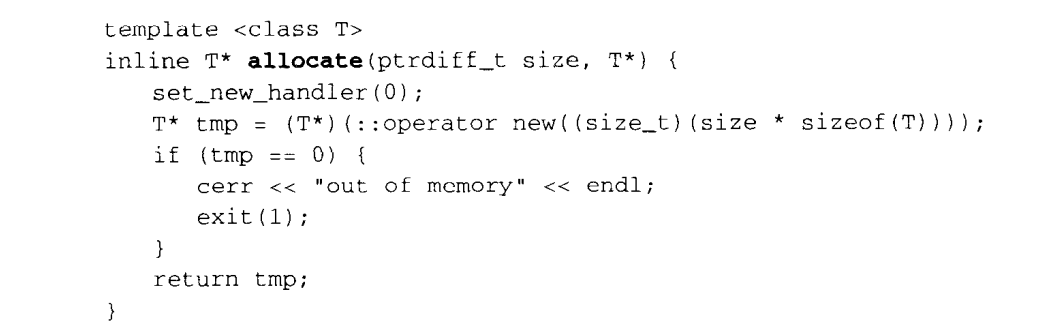 template <class T>
inline T* allocate(ptrdiff_t size, T*) {
set_new_handler(0);
T* tmp = (T*)(::operator new((size_t)(size * sizeof(T))));
if (tmp == 0) {
cerr << "out of memory" << endl;
exit(1);
}
return tmp;
}